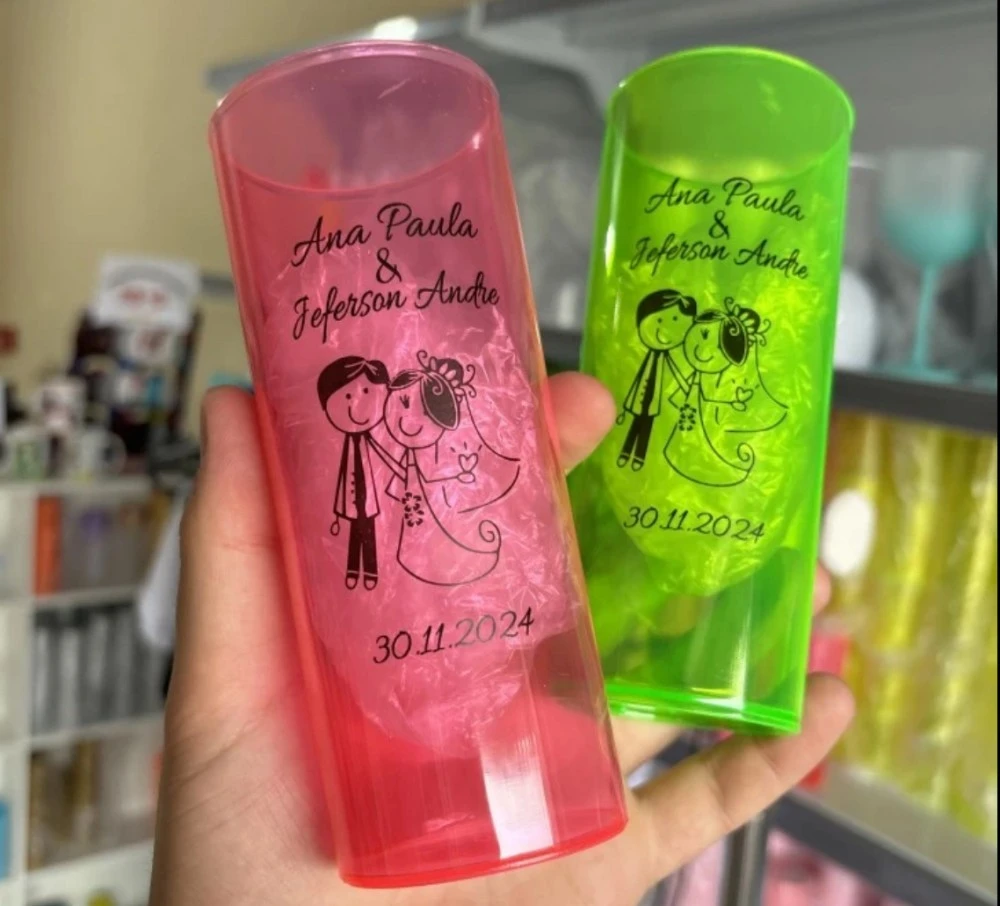 Ana Paula
&
Jeferson Andre
30.11.2024
Ana Paula
&
Jeferson Andre
30.11.2024